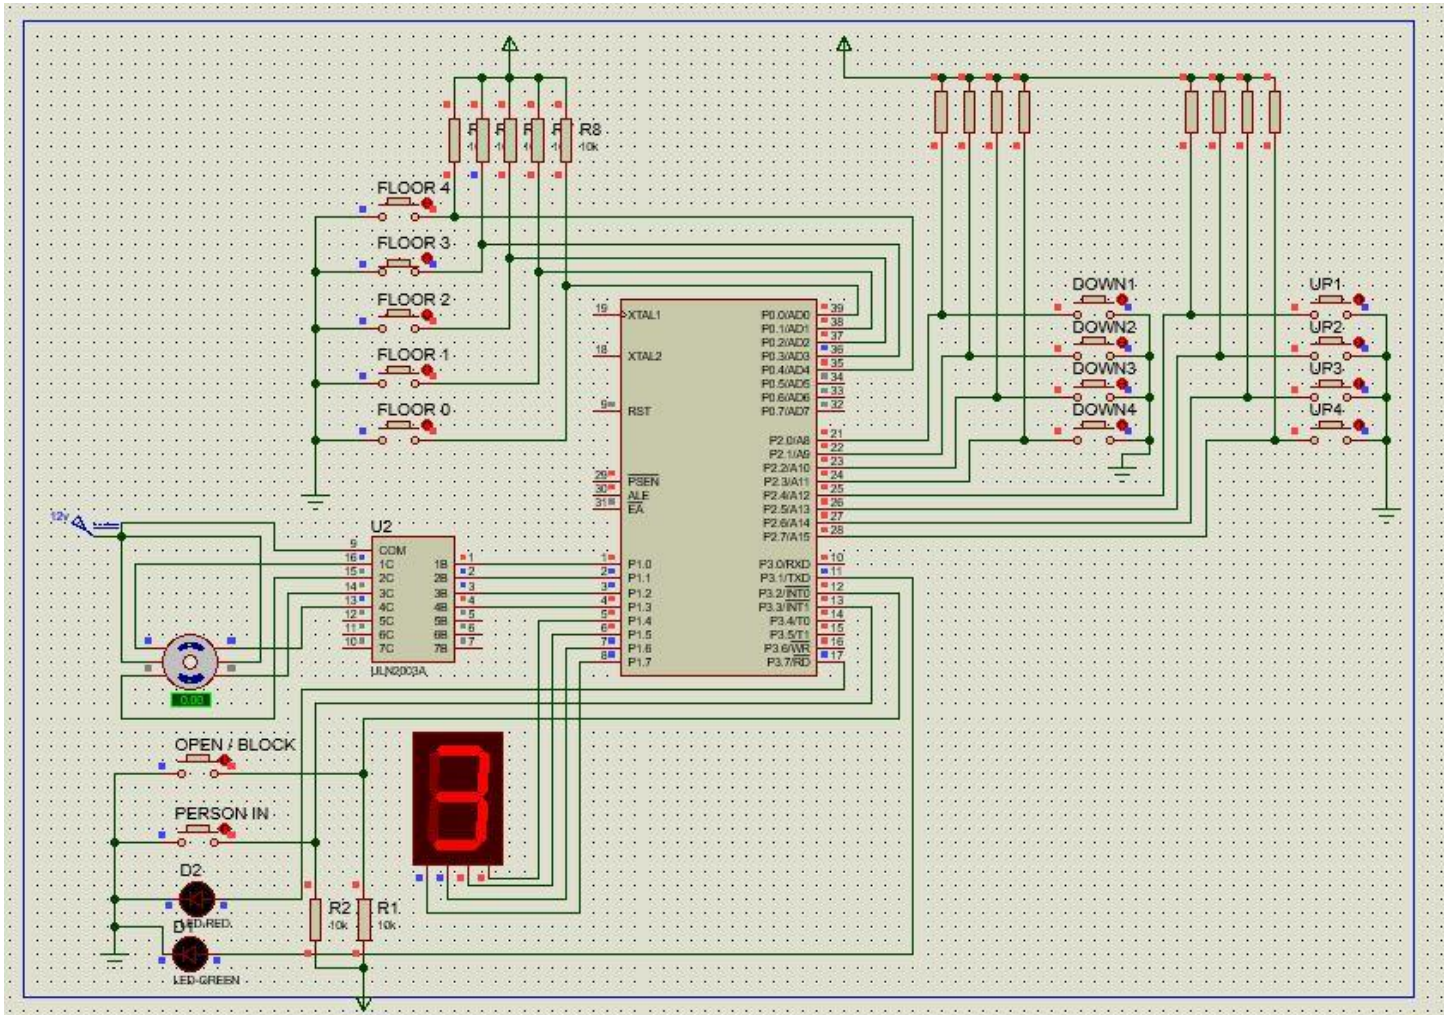 R8
10k
FLOOR 4
FLOOR 3
FLOOR 2
FLOOR 1
FLOOR 0
19
XTAL1
18
XTAL2
9
RST
29
PSEN
30
ALE
31
EA
1
P1.0
2
P1.1
3
P1.2
4
P1.3
5
P1.4
6
P1.5
7
P1.6
8
P1.7
P0.0/AD0
39
P0.1/AD1
38
P0.2/AD2
37
P0.3/AD3
36
P0.4/AD4
35
P0.5/AD5
34
P0.6/AD6
33
P0.7/AD7
32
P2.0/A8
21
P2.1/A9
22
P2.2/A10
23
P2.3/A11
24
P2.4/A12
25
P2.5/A13
26
P2.6/A14
27
P2.7/A15
28
P3.0/RXD
10
P3.1/TXD
11
P3.2/INT0
12
P3.3/INT1
13
P3.4/T0
14
P3.5/T1
15
P3.6/WR
16
P3.7/RD
17
DOWN1
DOWN2
DOWN3
DOWN4
UP1
UP2
UP3
UP4
12v
U2
9
COM
16
1C
1B
1
15
2C
2B
2
14
3C
3B
3
13
4C
4B
4
12
5C
5B
5
11
6C
6B
6
10
7C
7B
7
ULN2003A
0.00
OPEN / BLOCK
PERSON IN
D2
LED-RED
D1
LED-GREEN
3
R2
10k
R1
10k